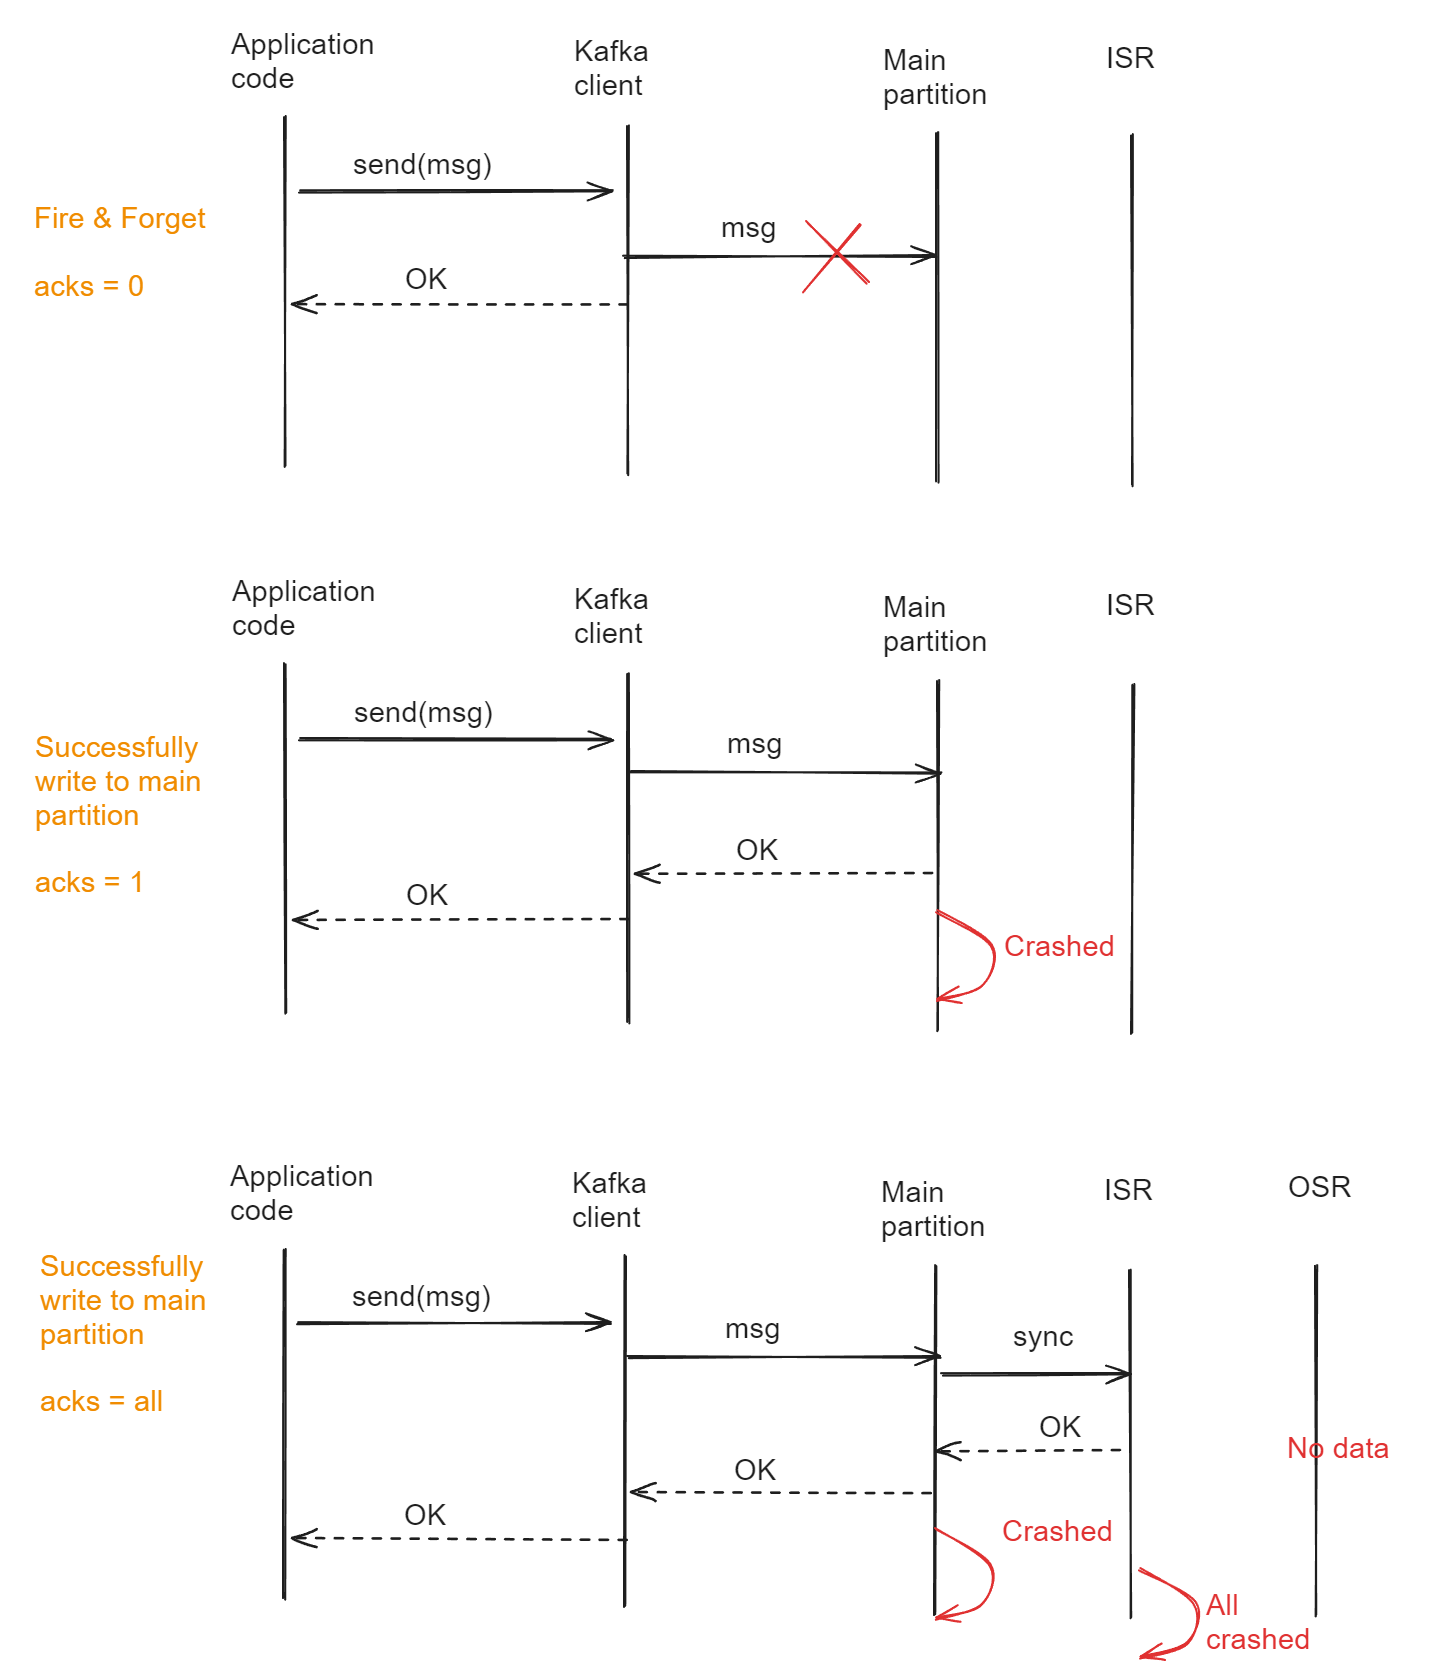 Application
code
Kafka
client
Main
partition
ISR
send(msg)
Fire & Forget
msg
acks = 0
OK
Application
code
Kafka
client
Main
partition
ISR
send(msg)
Successfully
write to main
partition
msg
OK
acks = 1
OK
Crashed
Application
code
Kafka
client
Main
partition
ISR
OSR
Successfully
write to main
partition
send(msg)
msg
sync
acks = all
OK
No data
OK
OK
Crashed
All
crashed